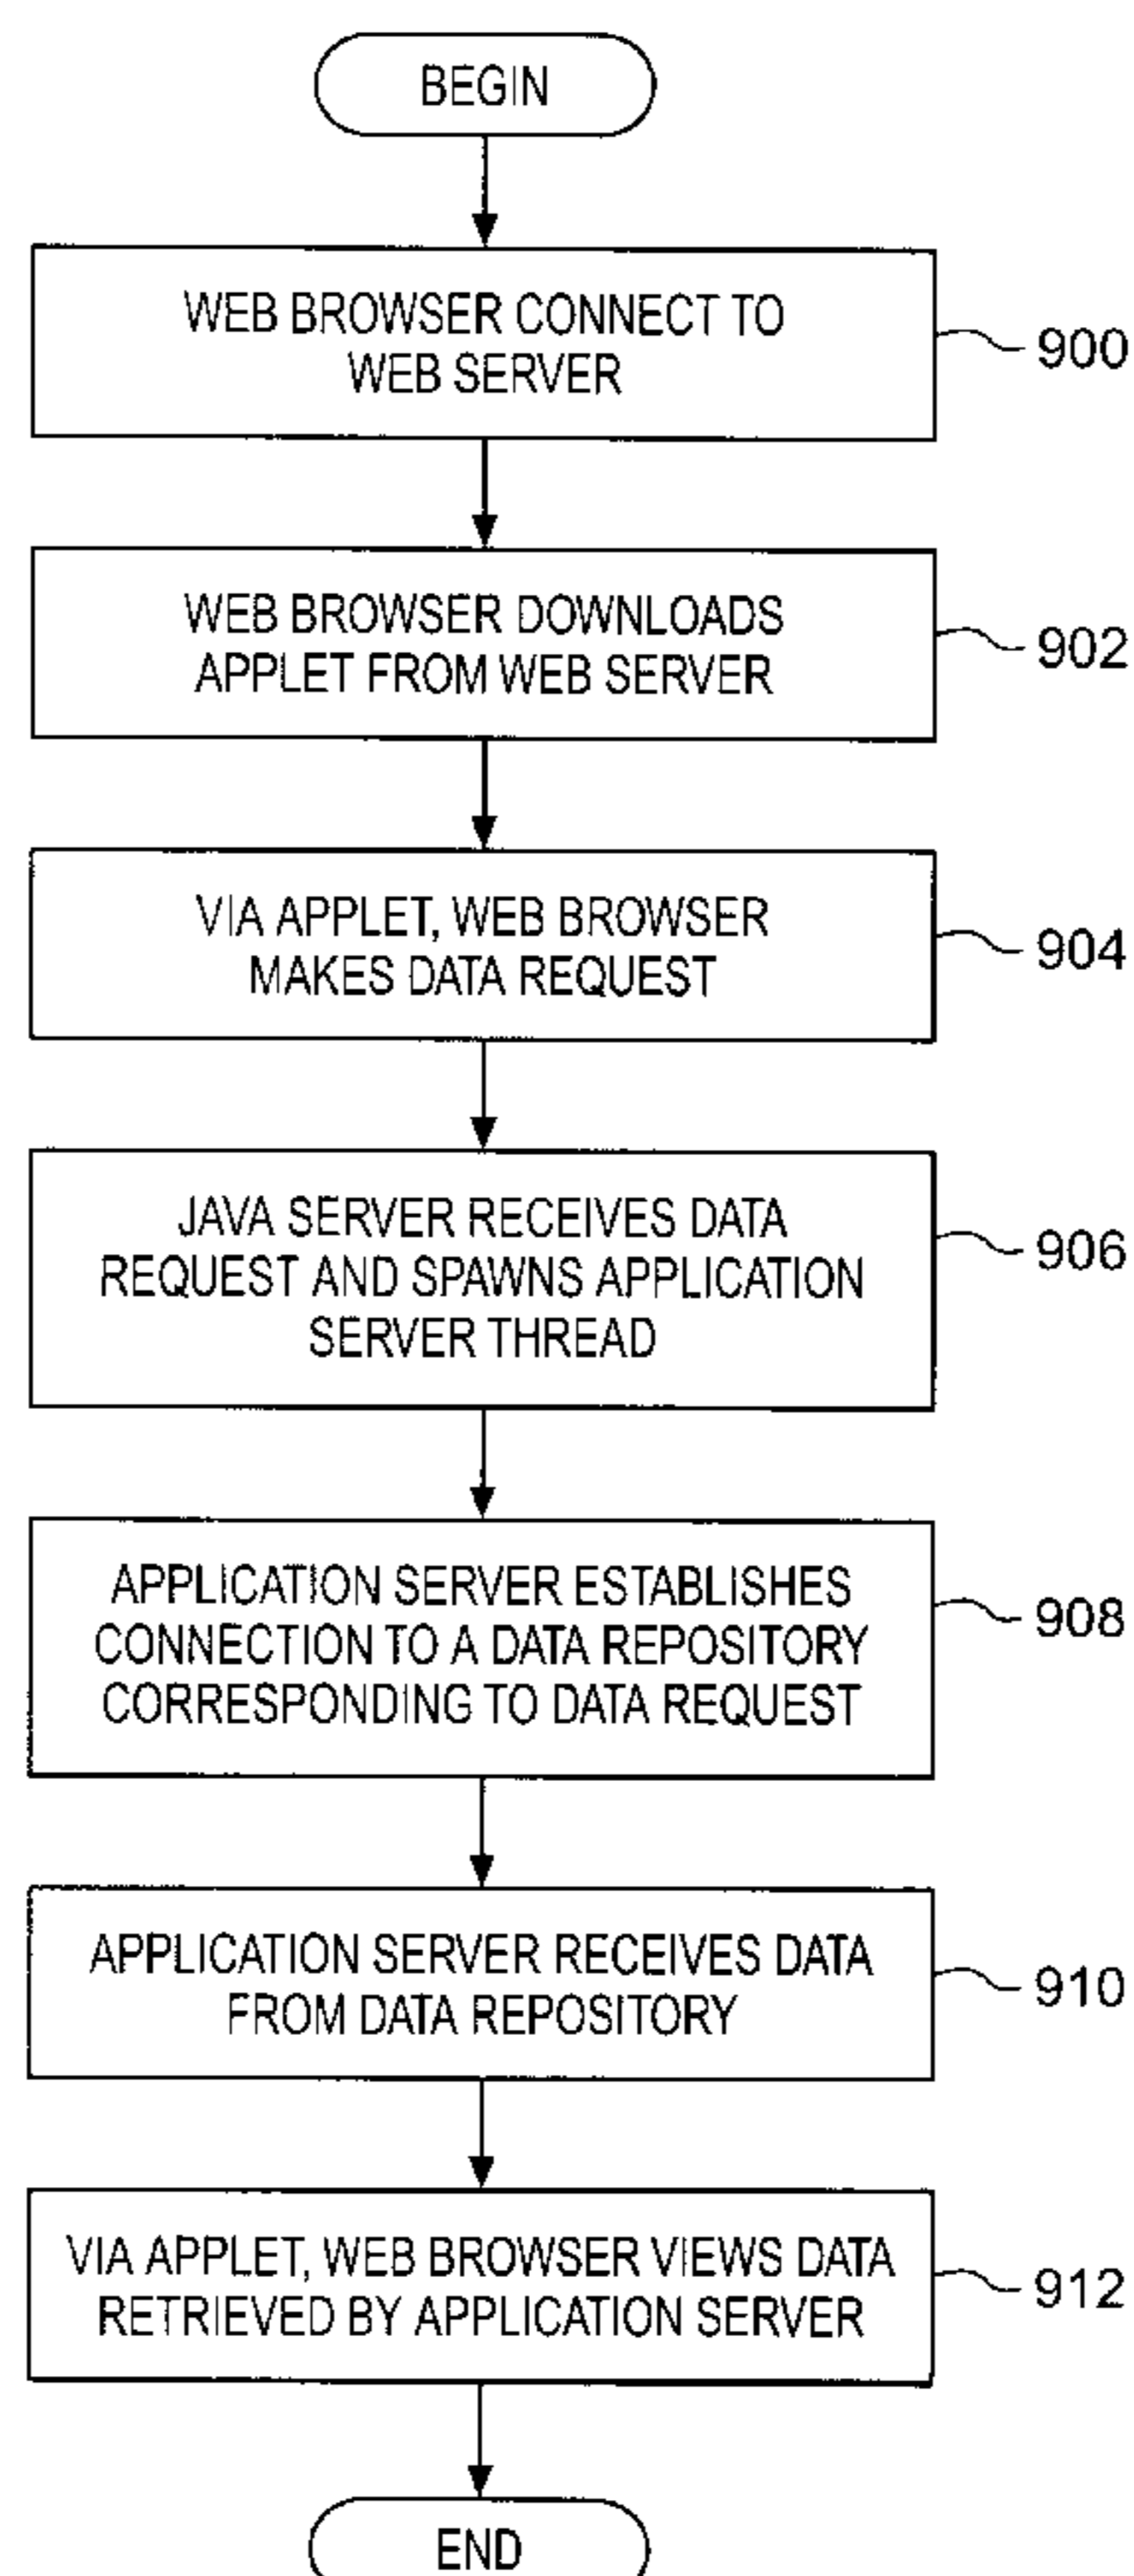 BEGIN
WEB BROWSER CONNECT TO
WEB SERVER
900
WEB BROWSER DOWNLOADS
APPLET FROM WEB SERVER
902
VIA APPLET, WEB BROWSER
MAKES DATA REQUEST
904
JAVA SERVER RECEIVES DATA
REQUEST AND SPAWNS APPLICATION
SERVER THREAD
906
APPLICATION SERVER ESTABLISHES
CONNECTION TO A DATA REPOSITORY
CORRESPONDING TO DATA REQUEST
908
APPLICATION SERVER RECEIVES DATA
FROM DATA REPOSITORY
910
VIA APPLET, WEB BROWSER VIEWS DATA
RETRIEVED BY APPLICATION SERVER
912
END